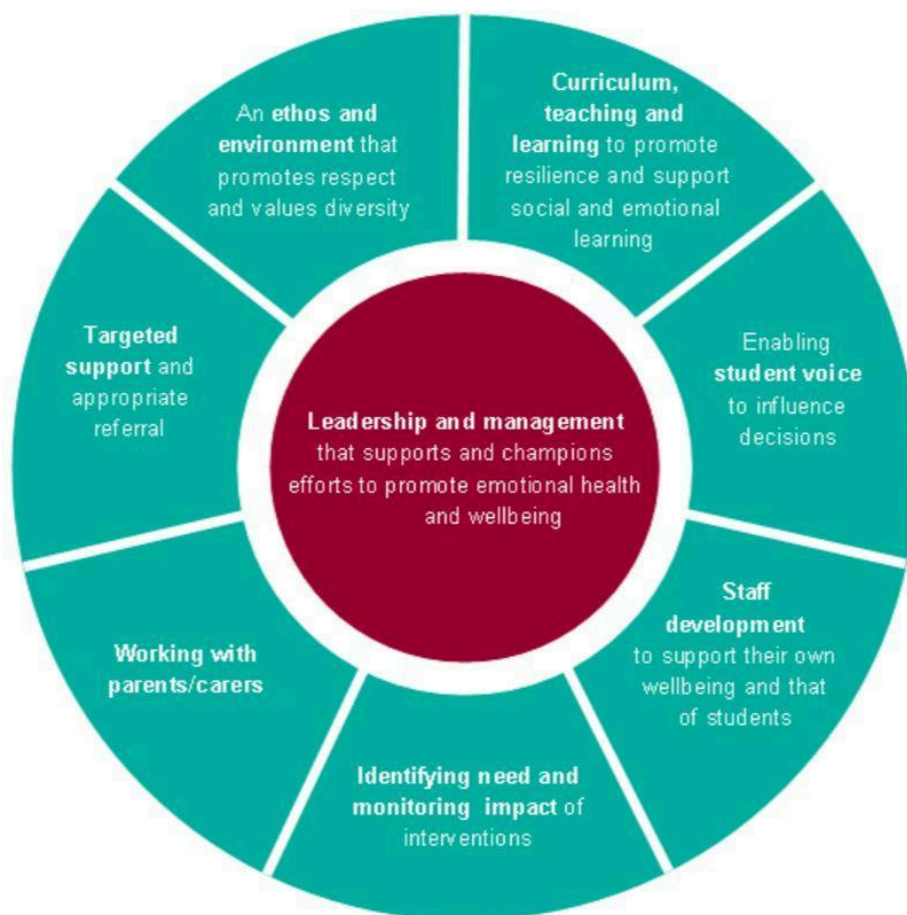 An ethos and
environment that
promotes respect
and values diversity
Curriculum,
teaching and
learning to promote
resilience and support
social and emotional
learning
Enabling
student voice
to influence
decisions
Staff
development
to support their own
wellbeing and that
of students
Identifying need and
monitoring impact of
interventions
Working with
parents/carers
Targeted
support and
appropriate
referral
Leadership and management
that supports and champions
efforts to promote emotional health
and wellbeing